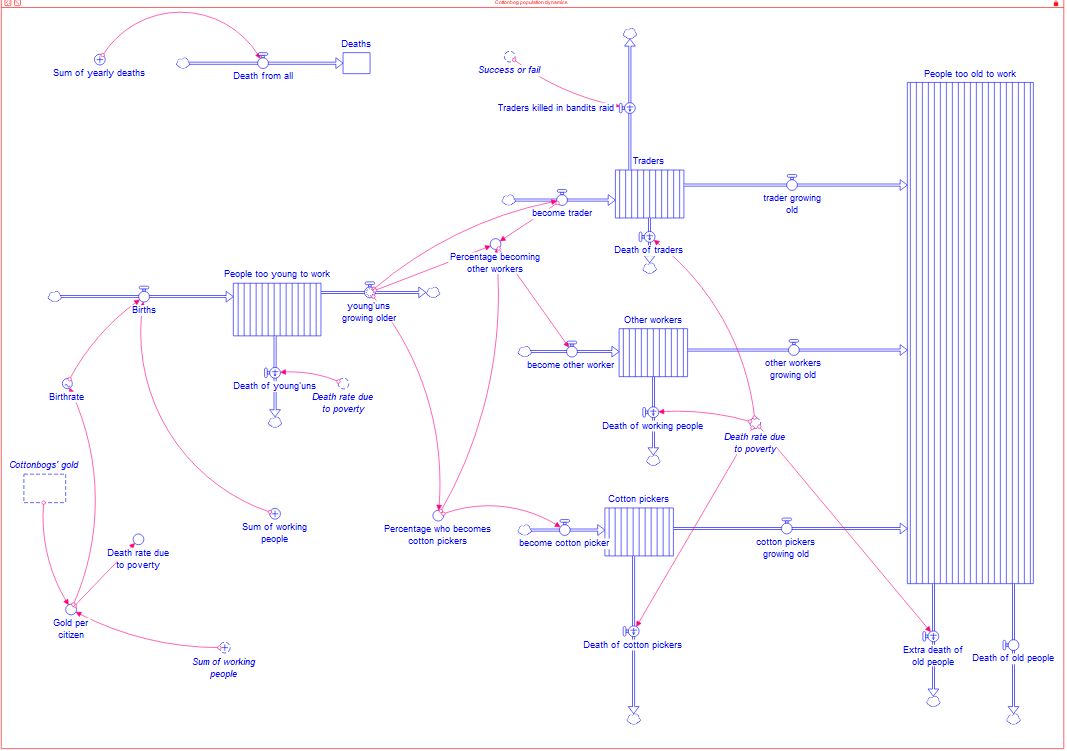 Cottonbog population dynamics
Deaths
Sum of yearly deaths
Death from all
Success or fail
People too old to work
Traders killed in bandits raid
Traders
trader growing
old
become trader
Death of traders
Percentage becoming
other workers
People too young to work
Births
young'uns
growing older
Other workers
become other worker
other workers
growing old
Death of young'uns
Death rate due
to poverty
Birthrate
Death of working people
Death rate due
to poverty
Cottonbogs' gold
Cotton pickers
Sum of working
people
Percentage who becomes
cotton pickers
become cotton picker
cotton pickers
growing old
Death rate due
to poverty
Gold per
citizen
Sum of working
people
Death of cotton pickers
Extra death of
old people
Death of old people